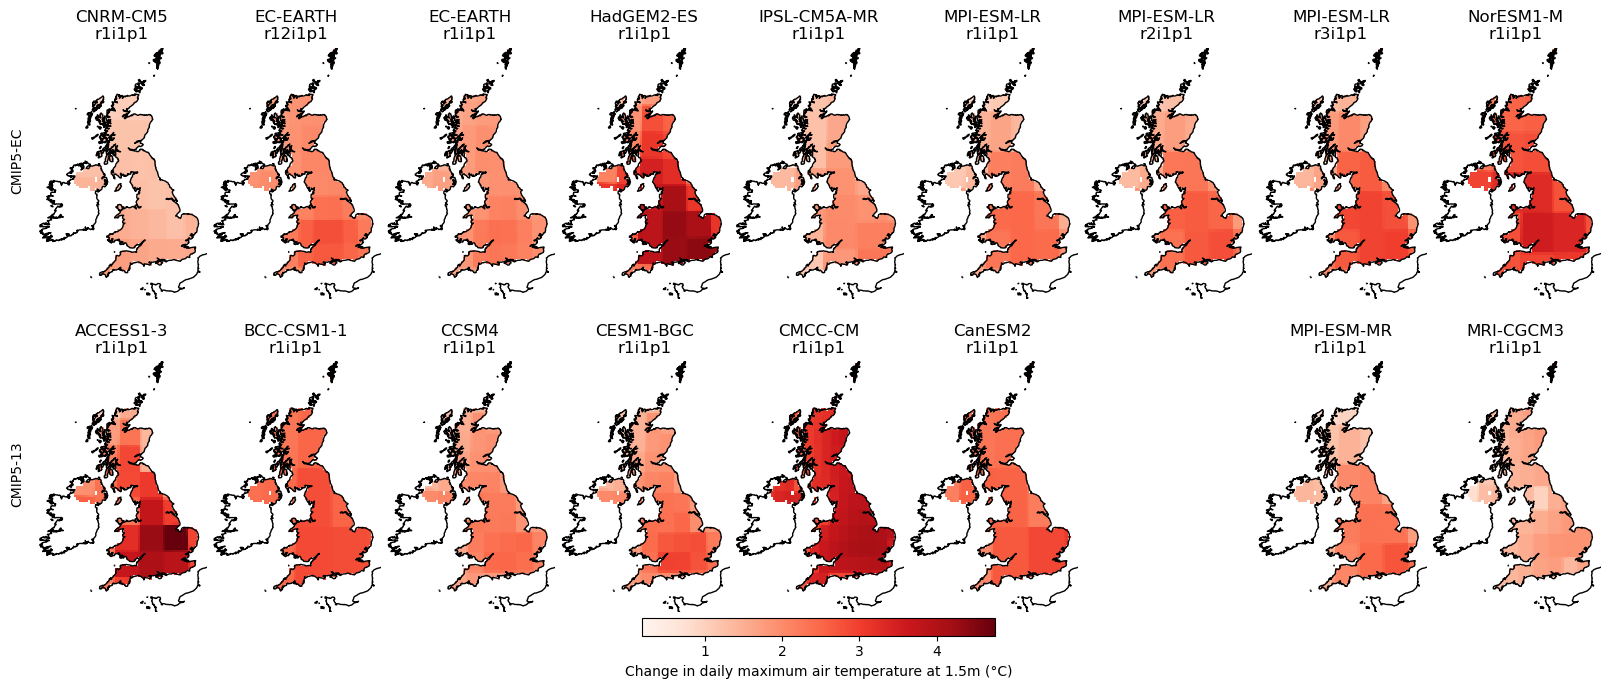 CNRM-CM5
r1i1p1
EC-EARTH
r12i1p1
EC-EARTH
r1i1p1
HadGEM2-ES
r1i1p1
IPSL-CM5A-MR
r1i1p1
MPI-ESM-LR
r1i1p1
MPI-ESM-LR
r2i1p1
MPI-ESM-LR
r3i1p1
NorESM1-M
r1i1p1
CMIP5-EC
ACCESS1-3
r1i1p1
BCC-CSM1-1
r1i1p1
CCSM4
r1i1p1
CESM1-BGC
r1i1p1
CMCC-CM
r1i1p1
CanESM2
r1i1p1
MPI-ESM-MR
r1i1p1
MRI-CGCM3
r1i1p1
CMIP5-13
1 2 3 4
Change in daily maximum air temperature at 1.5m (°C)